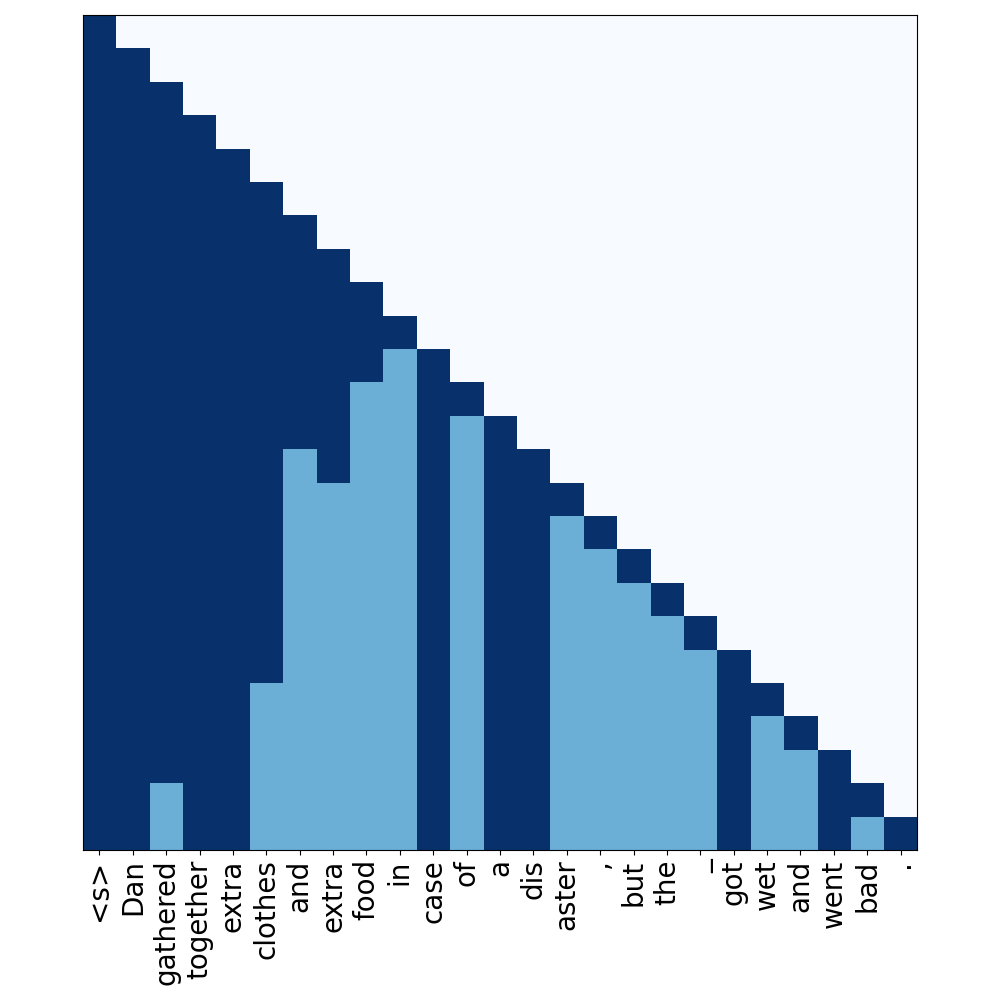 <s>
Dan
gathered
together
extra
clothes
and
extra
food
in
case
of
a
dis
aster
,
but
the
_
got
wet
and
went
bad
.